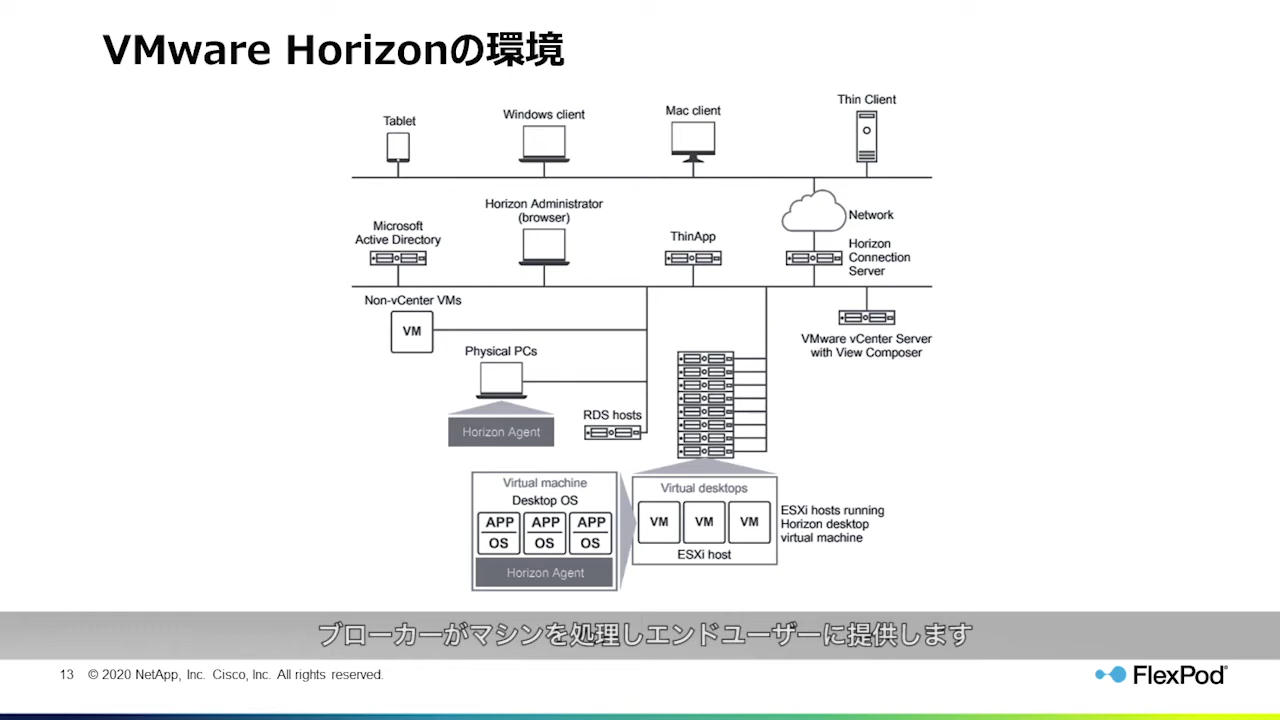 VMware Horizonの環境
Tablet
Windows client
Mac client
Thin Client
Horizon Administrator
(browser)
Microsoft
Active Directory
ThinApp
Network
Horizon
Connection
Server
Non-vCenter VMs
VM
VMware vCenter Server
with View Composer
Physical PCs
Horizon Agent
RDS hosts
Virtual machine
Desktop OS
APP APP APP
OS OS OS
Horizon Agent
Virtual desktops
VM VM VM
ESXi host
ESXi hosts running
Horizon desktop
virtual machine
ブローカーがマシンを処理しエンドユーザーに提供します
13 © 2020 NetApp, Inc. Cisco, Inc. All rights reserved.
FlexPod®